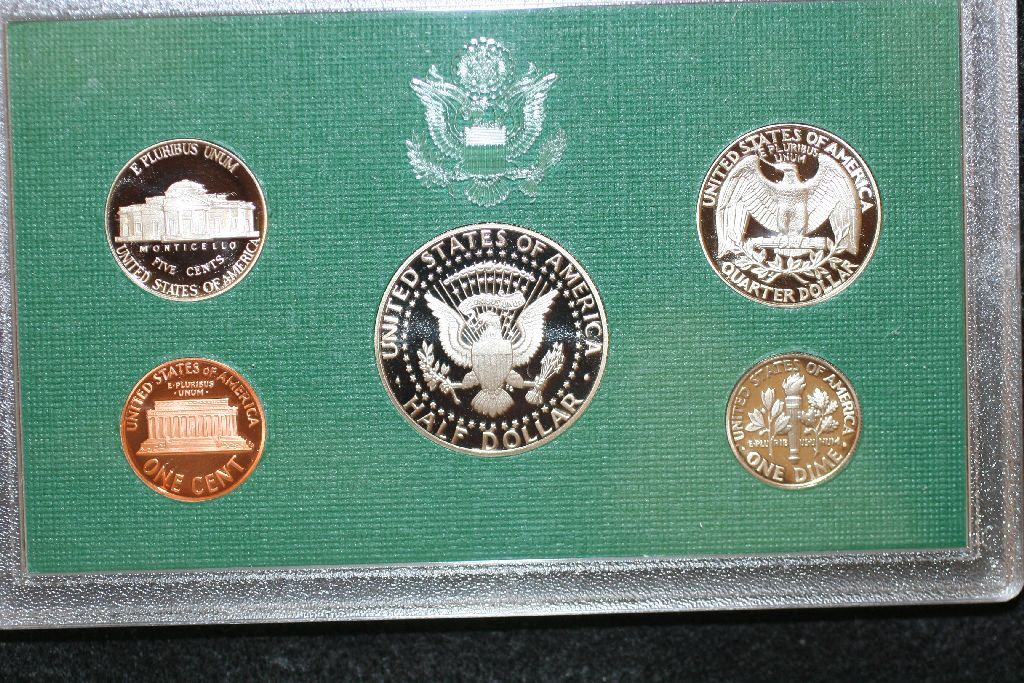 E PLURIBUS UNUM
MONTICELLO
FIVE CENTS
UNITED STATES OF AMERICA
UNITED STATES OF AMERICA
E PLURIBUS
UNUM
QUARTER DOLLAR
UNITED STATES OF AMERICA
HALF DOLLAR
UNITED STATES OF AMERICA
E·PLURIBUS
·UNUM·
ONE CENT
UNITED STATES OF AMERICA
·E·PLURIBUS UNUM·
ONE DIME